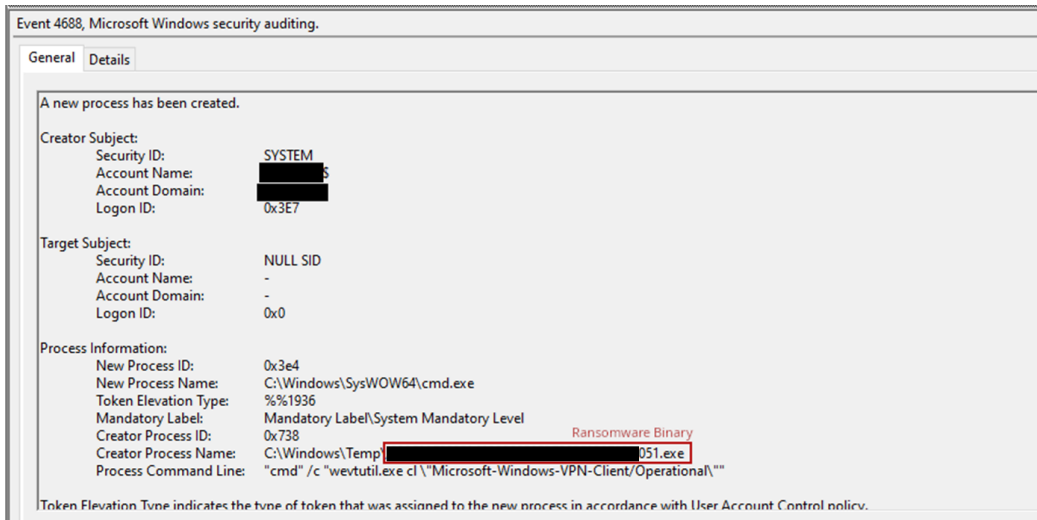 Event 4688, Microsoft Windows security auditing.
General Details
A new process has been created.
Creator Subject:
Security ID: SYSTEM
Account Name: $
Account Domain:
Logon ID: 0x3E7
Target Subject:
Security ID: NULL SID
Account Name: -
Account Domain: -
Logon ID: 0x0
Process Information:
New Process ID: 0x3e4
New Process Name: C:\Windows\SysWOW64\cmd.exe
Token Elevation Type: %%1936
Mandatory Label: Mandatory Label\System Mandatory Level
Creator Process ID: 0x738 Ransomware Binary
Creator Process Name: C:\Windows\Temp\ 051.exe
Process Command Line: "cmd" /c "wevtutil.exe cl \"Microsoft-Windows-VPN-Client/Operational\""
Token Elevation Type indicates the type of token that was assigned to the new process in accordance with User Account Control policy.